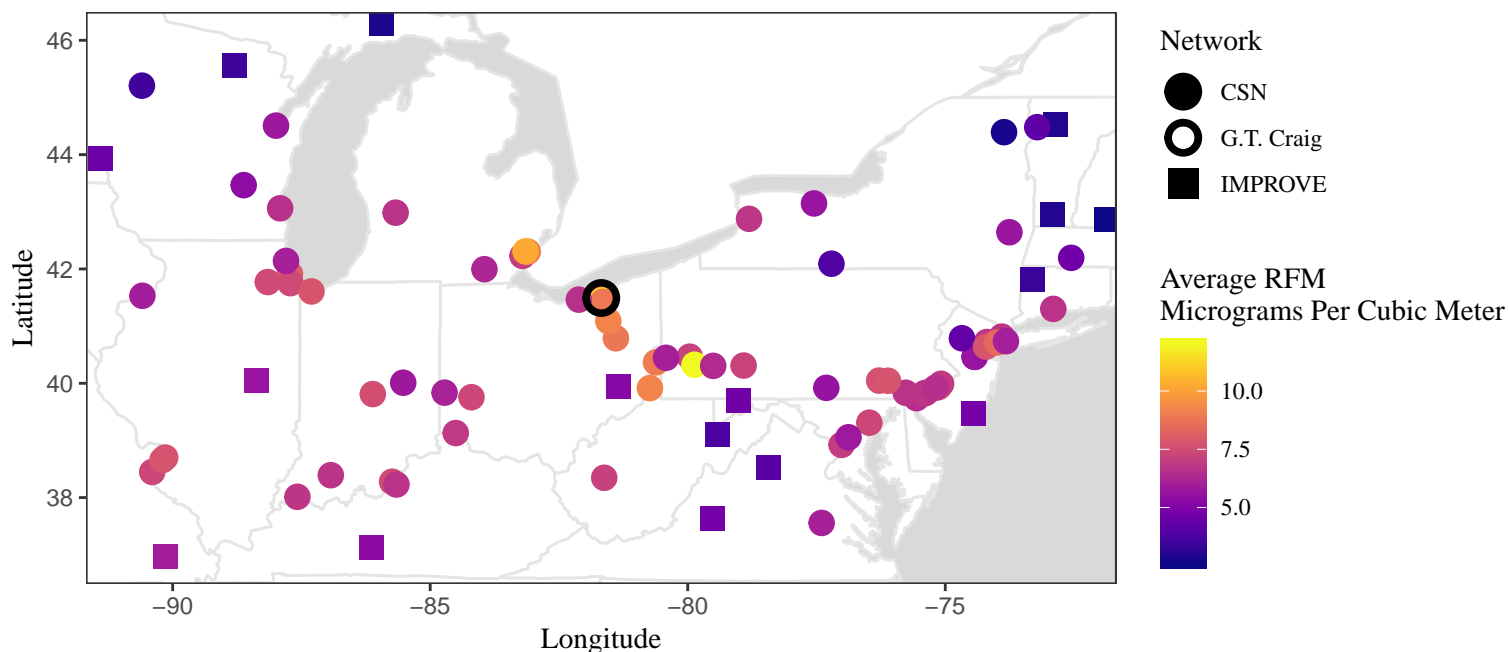 46
44
42
40
38
−90
−85
−80
−75
Latitude
Longitude
Network
CSN
G.T. Craig
IMPROVE
Average RFM
Micrograms Per Cubic Meter
10.0
7.5
5.0